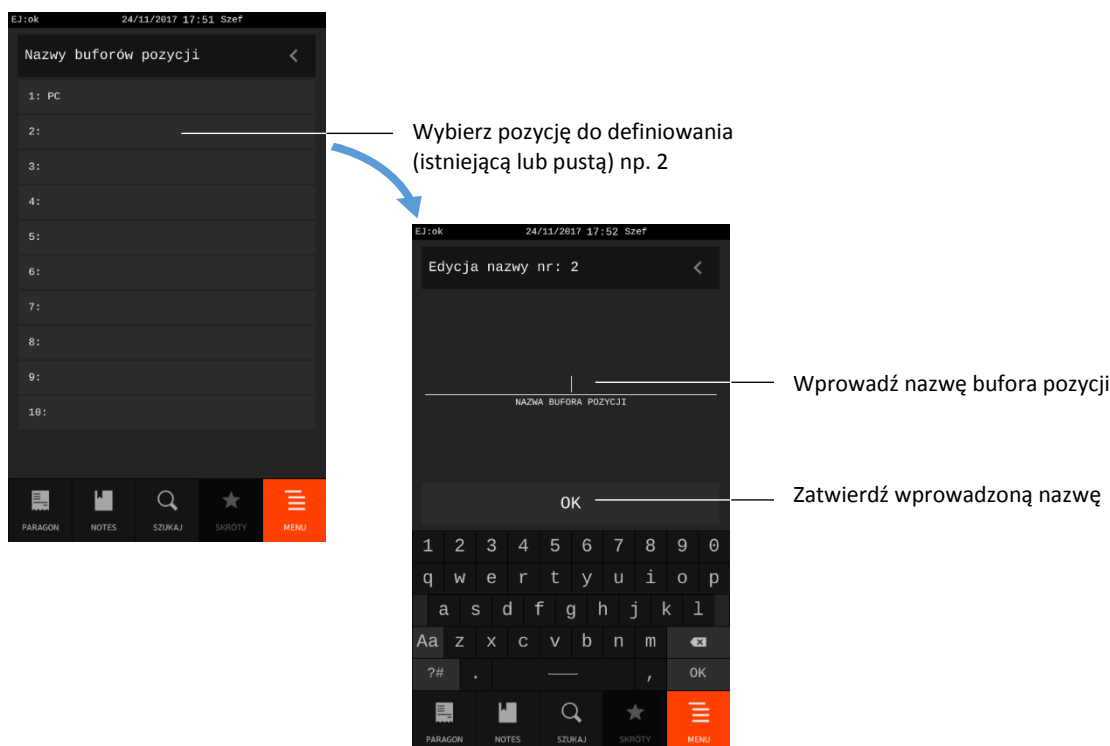 EJ:ok 24/11/2017 17:51 Szef
Nazwy buforów pozycji
1: PC
2:
3:
4:
5:
6:
7:
8:
9:
10:
PARAGON NOTES SZUKAJ SKRÓTY MENU
Wybierz pozycję do definiowania
(istniejącą lub pustą) np. 2
EJ:ok 24/11/2017 17:52 Szef
Edycja nazwy nr: 2
NAZWA BUFORA POZYCJI
Wprowadź nazwę bufora pozycji
OK
Zatwierdź wprowadzoną nazwę
1 2 3 4 5 6 7 8 9 0
q w e r t y u i o p
a s d f g h j k l
Aa z x c v b n m
?# . , OK
PARAGON NOTES SZUKAJ SKRÓTY MENU